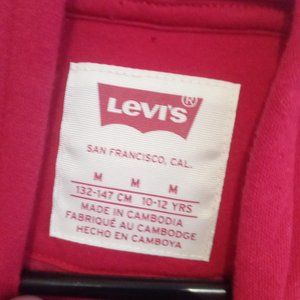 Levi's®
SAN FRANCISCO, CAL.
M M M
132-147 CM 10-12 YRS
MADE IN CAMBODIA
FABRIQUÉ AU CAMBODGE
HECHO EN CAMBOYA